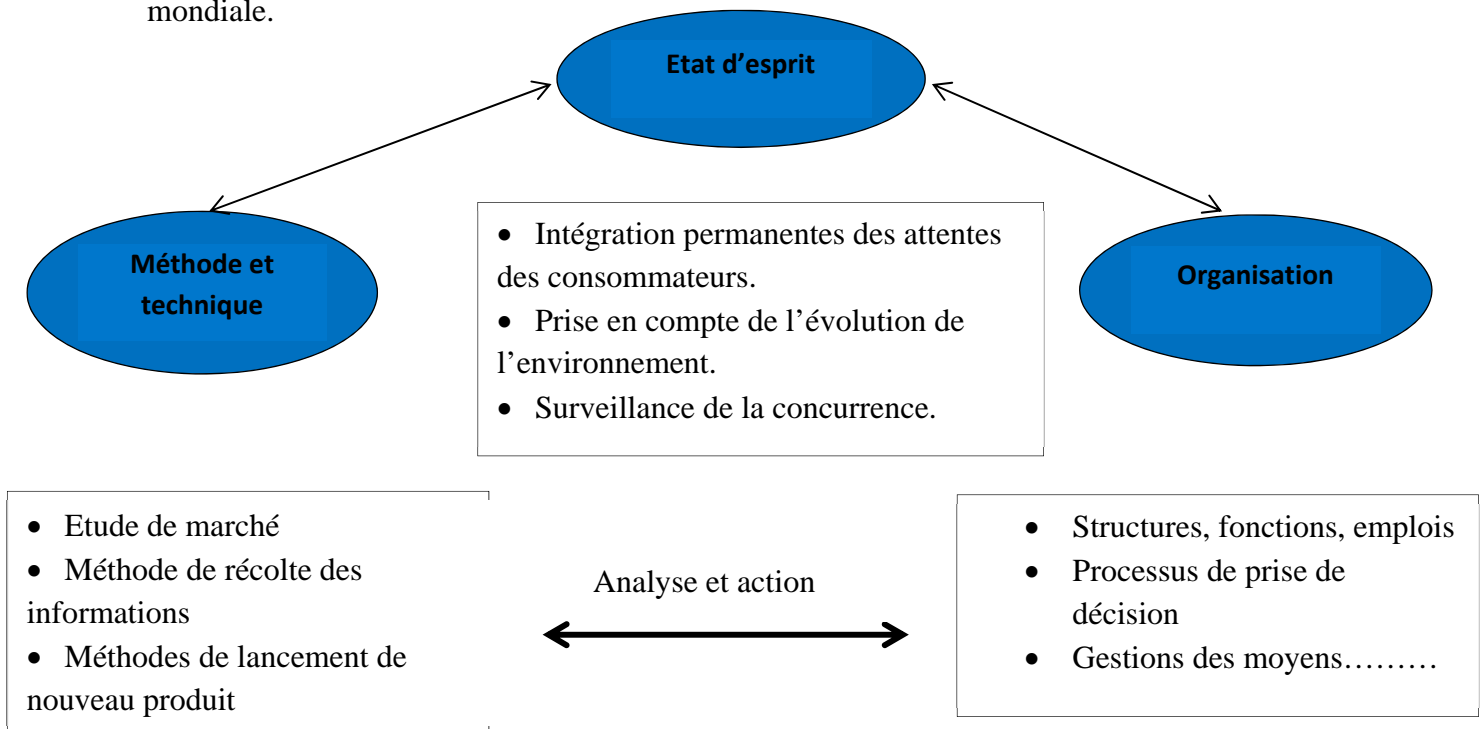 mondiale.
Etat d’esprit
Méthode et
technique
• Intégration permanentes des attentes
des consommateurs.
• Prise en compte de l’évolution de
l’environnement.
• Surveillance de la concurrence.
Organisation
• Etude de marché
• Méthode de récolte des
informations
• Méthodes de lancement de
nouveau produit
Analyse et action
• Structures, fonctions, emplois
• Processus de prise de
décision
• Gestions des moyens………